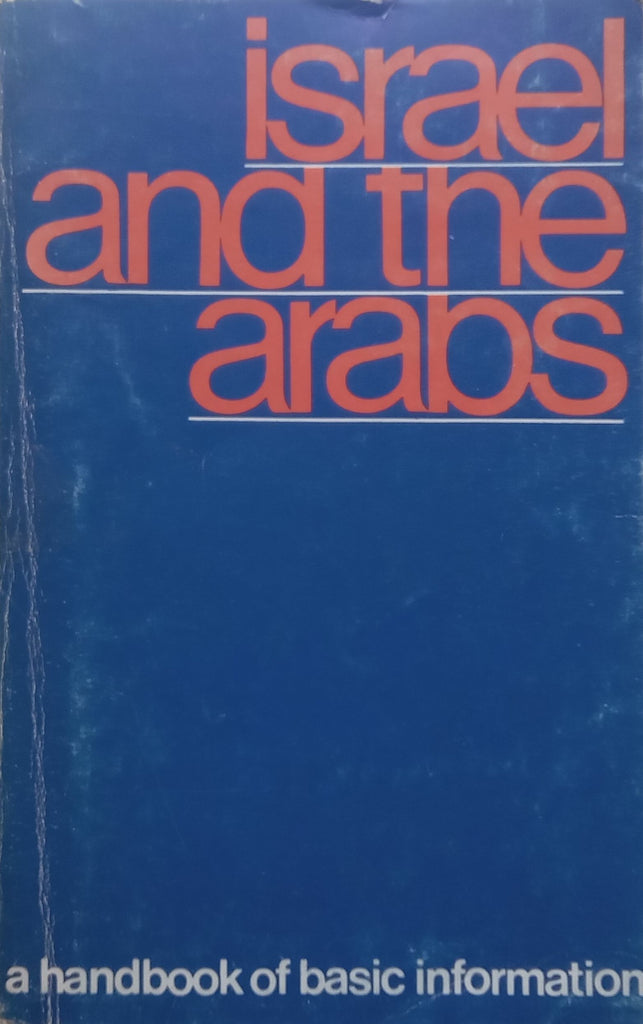 israel
and the
arabs
a handbook of basic information